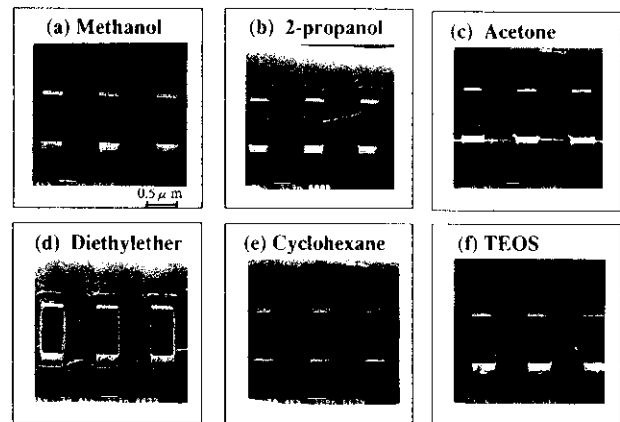 (a) Methanol
(b) 2-propanol
(c) Acetone
0.5 μ m
(d) Diethylether
(e) Cyclohexane
(f) TEOS